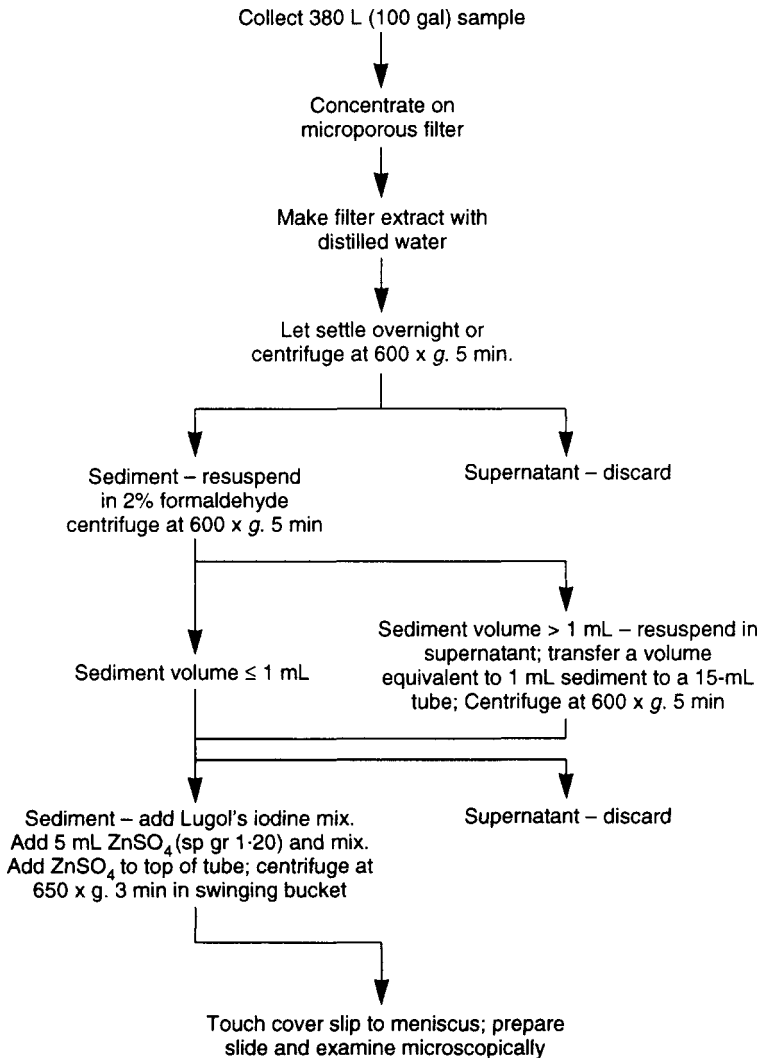 Collect 380 L (100 gal) sample
Concentrate on
microporous filter
Make filter extract with
distilled water
Let settle overnight or
centrifuge at 600 x g. 5 min.
Sediment – resuspend
in 2% formaldehyde
centrifuge at 600 x g. 5 min
Supernatant – discard
Sediment volume ≤ 1 mL
Sediment volume > 1 mL – resuspend in
supernatant; transfer a volume
equivalent to 1 mL sediment to a 15-mL
tube; Centrifuge at 600 x g. 5 min
Sediment – add Lugol's iodine mix.
Add 5 mL ZnSO₄ (sp gr 1·20) and mix.
Add ZnSO₄ to top of tube; centrifuge at
650 x g. 3 min in swinging bucket
Supernatant – discard
Touch cover slip to meniscus; prepare
slide and examine microscopically